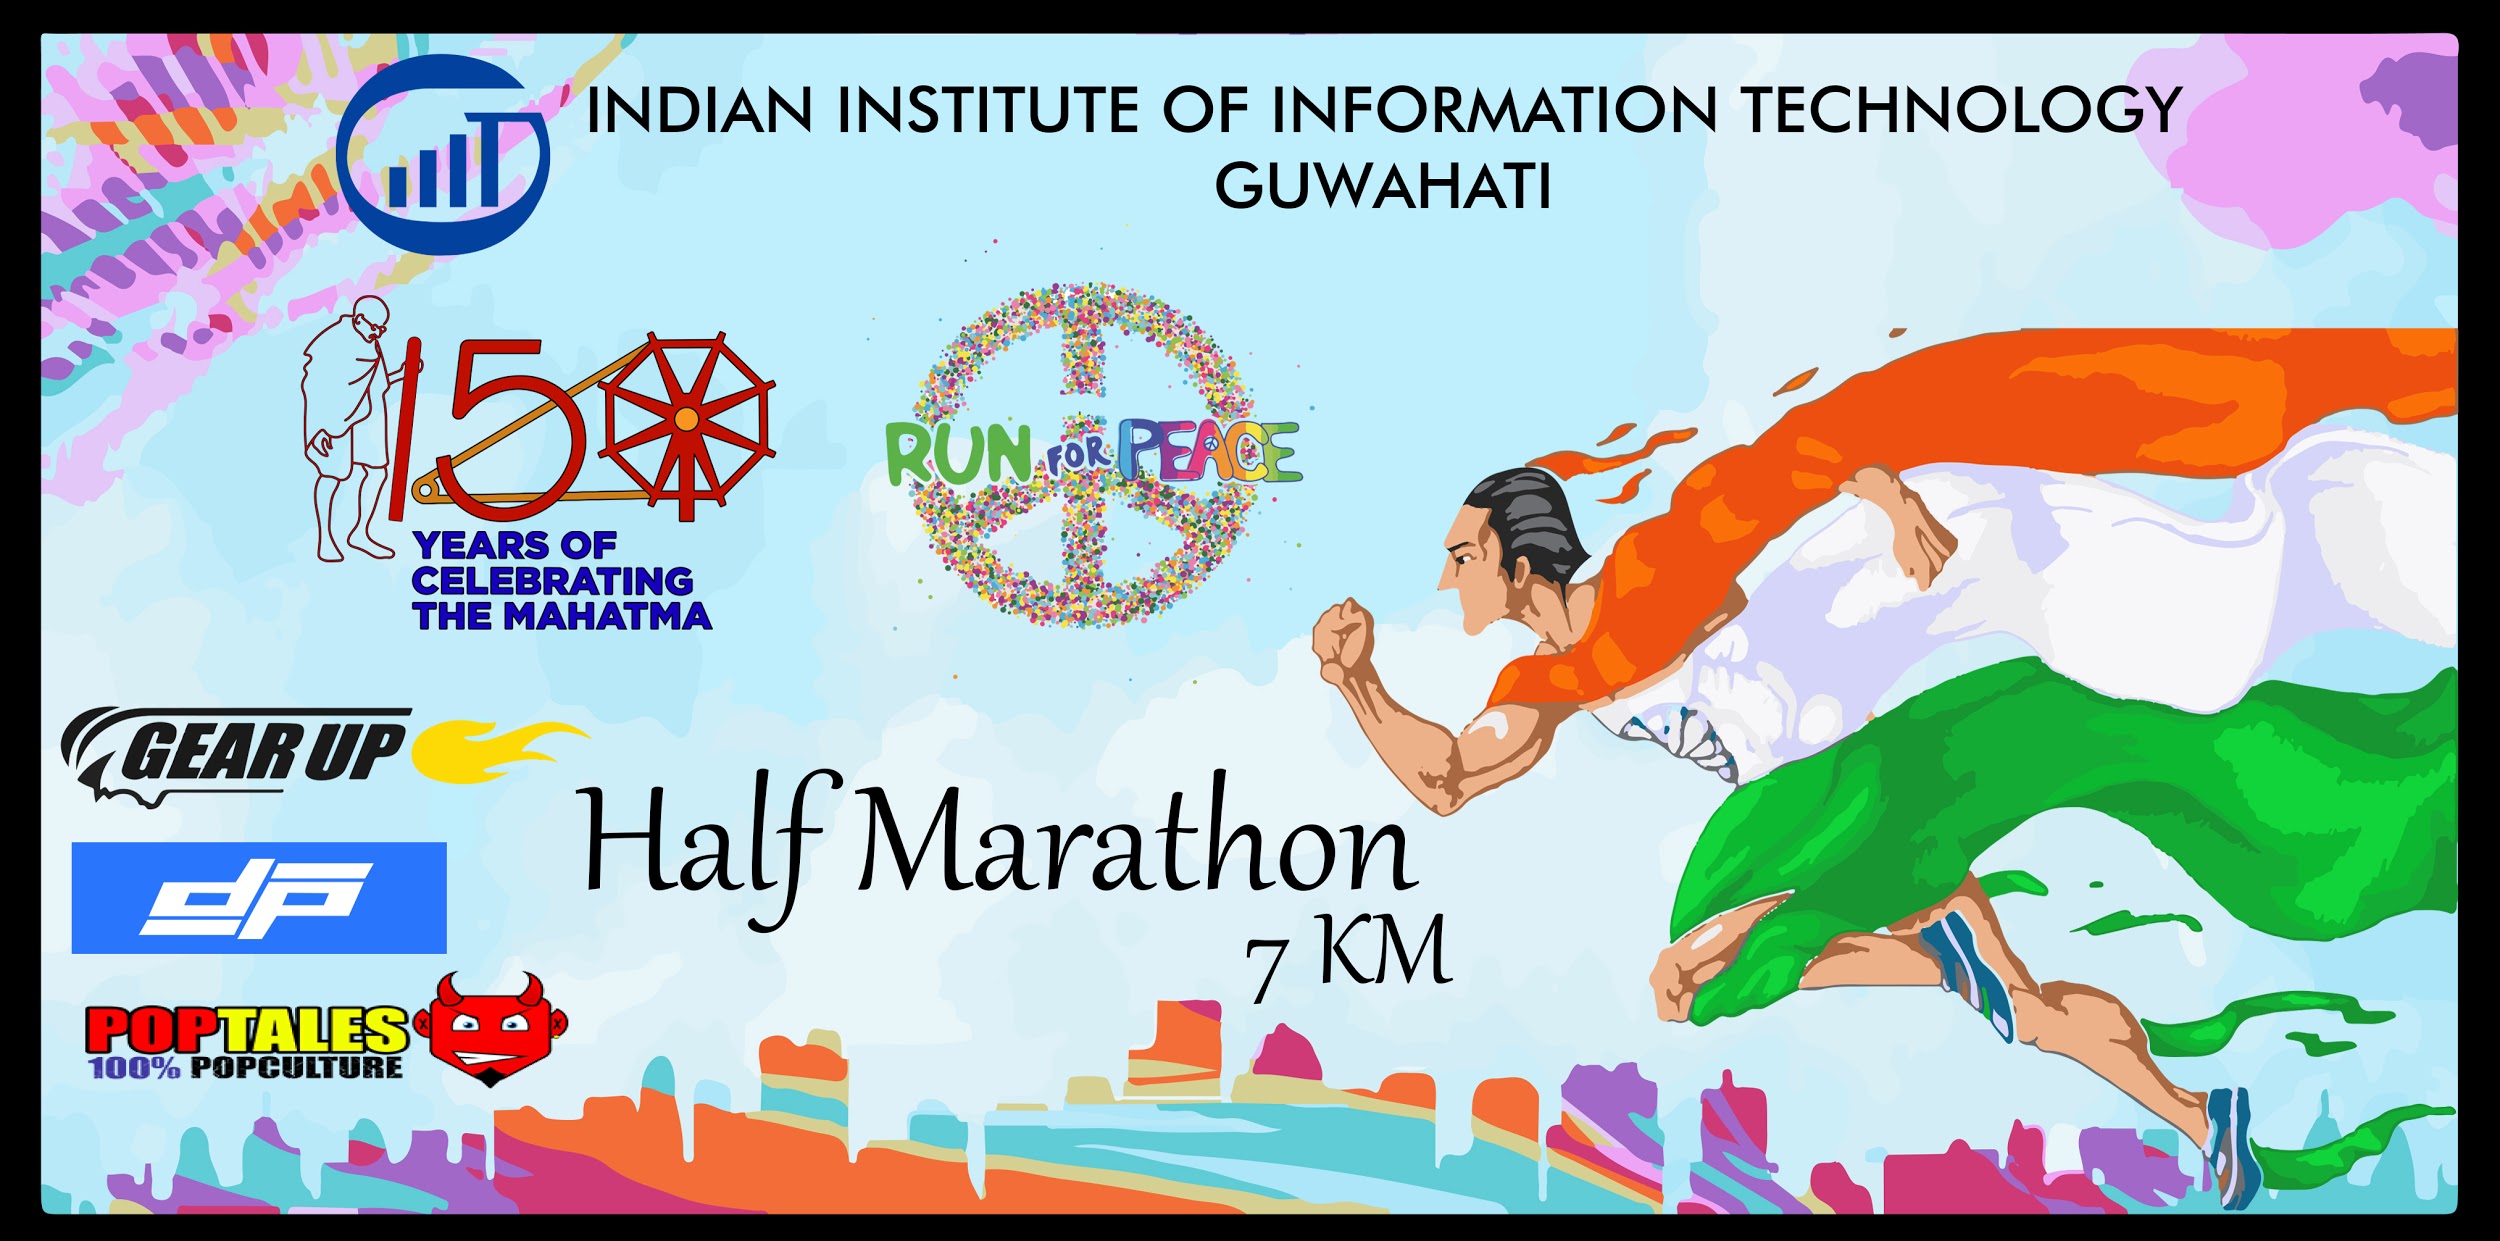 INDIAN INSTITUTE OF INFORMATION TECHNOLOGY
GUWAHATI
150
YEARS OF
CELEBRATING
THE MAHATMA
RUN FOR PEACE
GEAR UP
Half Marathon
7 KM
dp
POPTALES
100% POPCULTURE